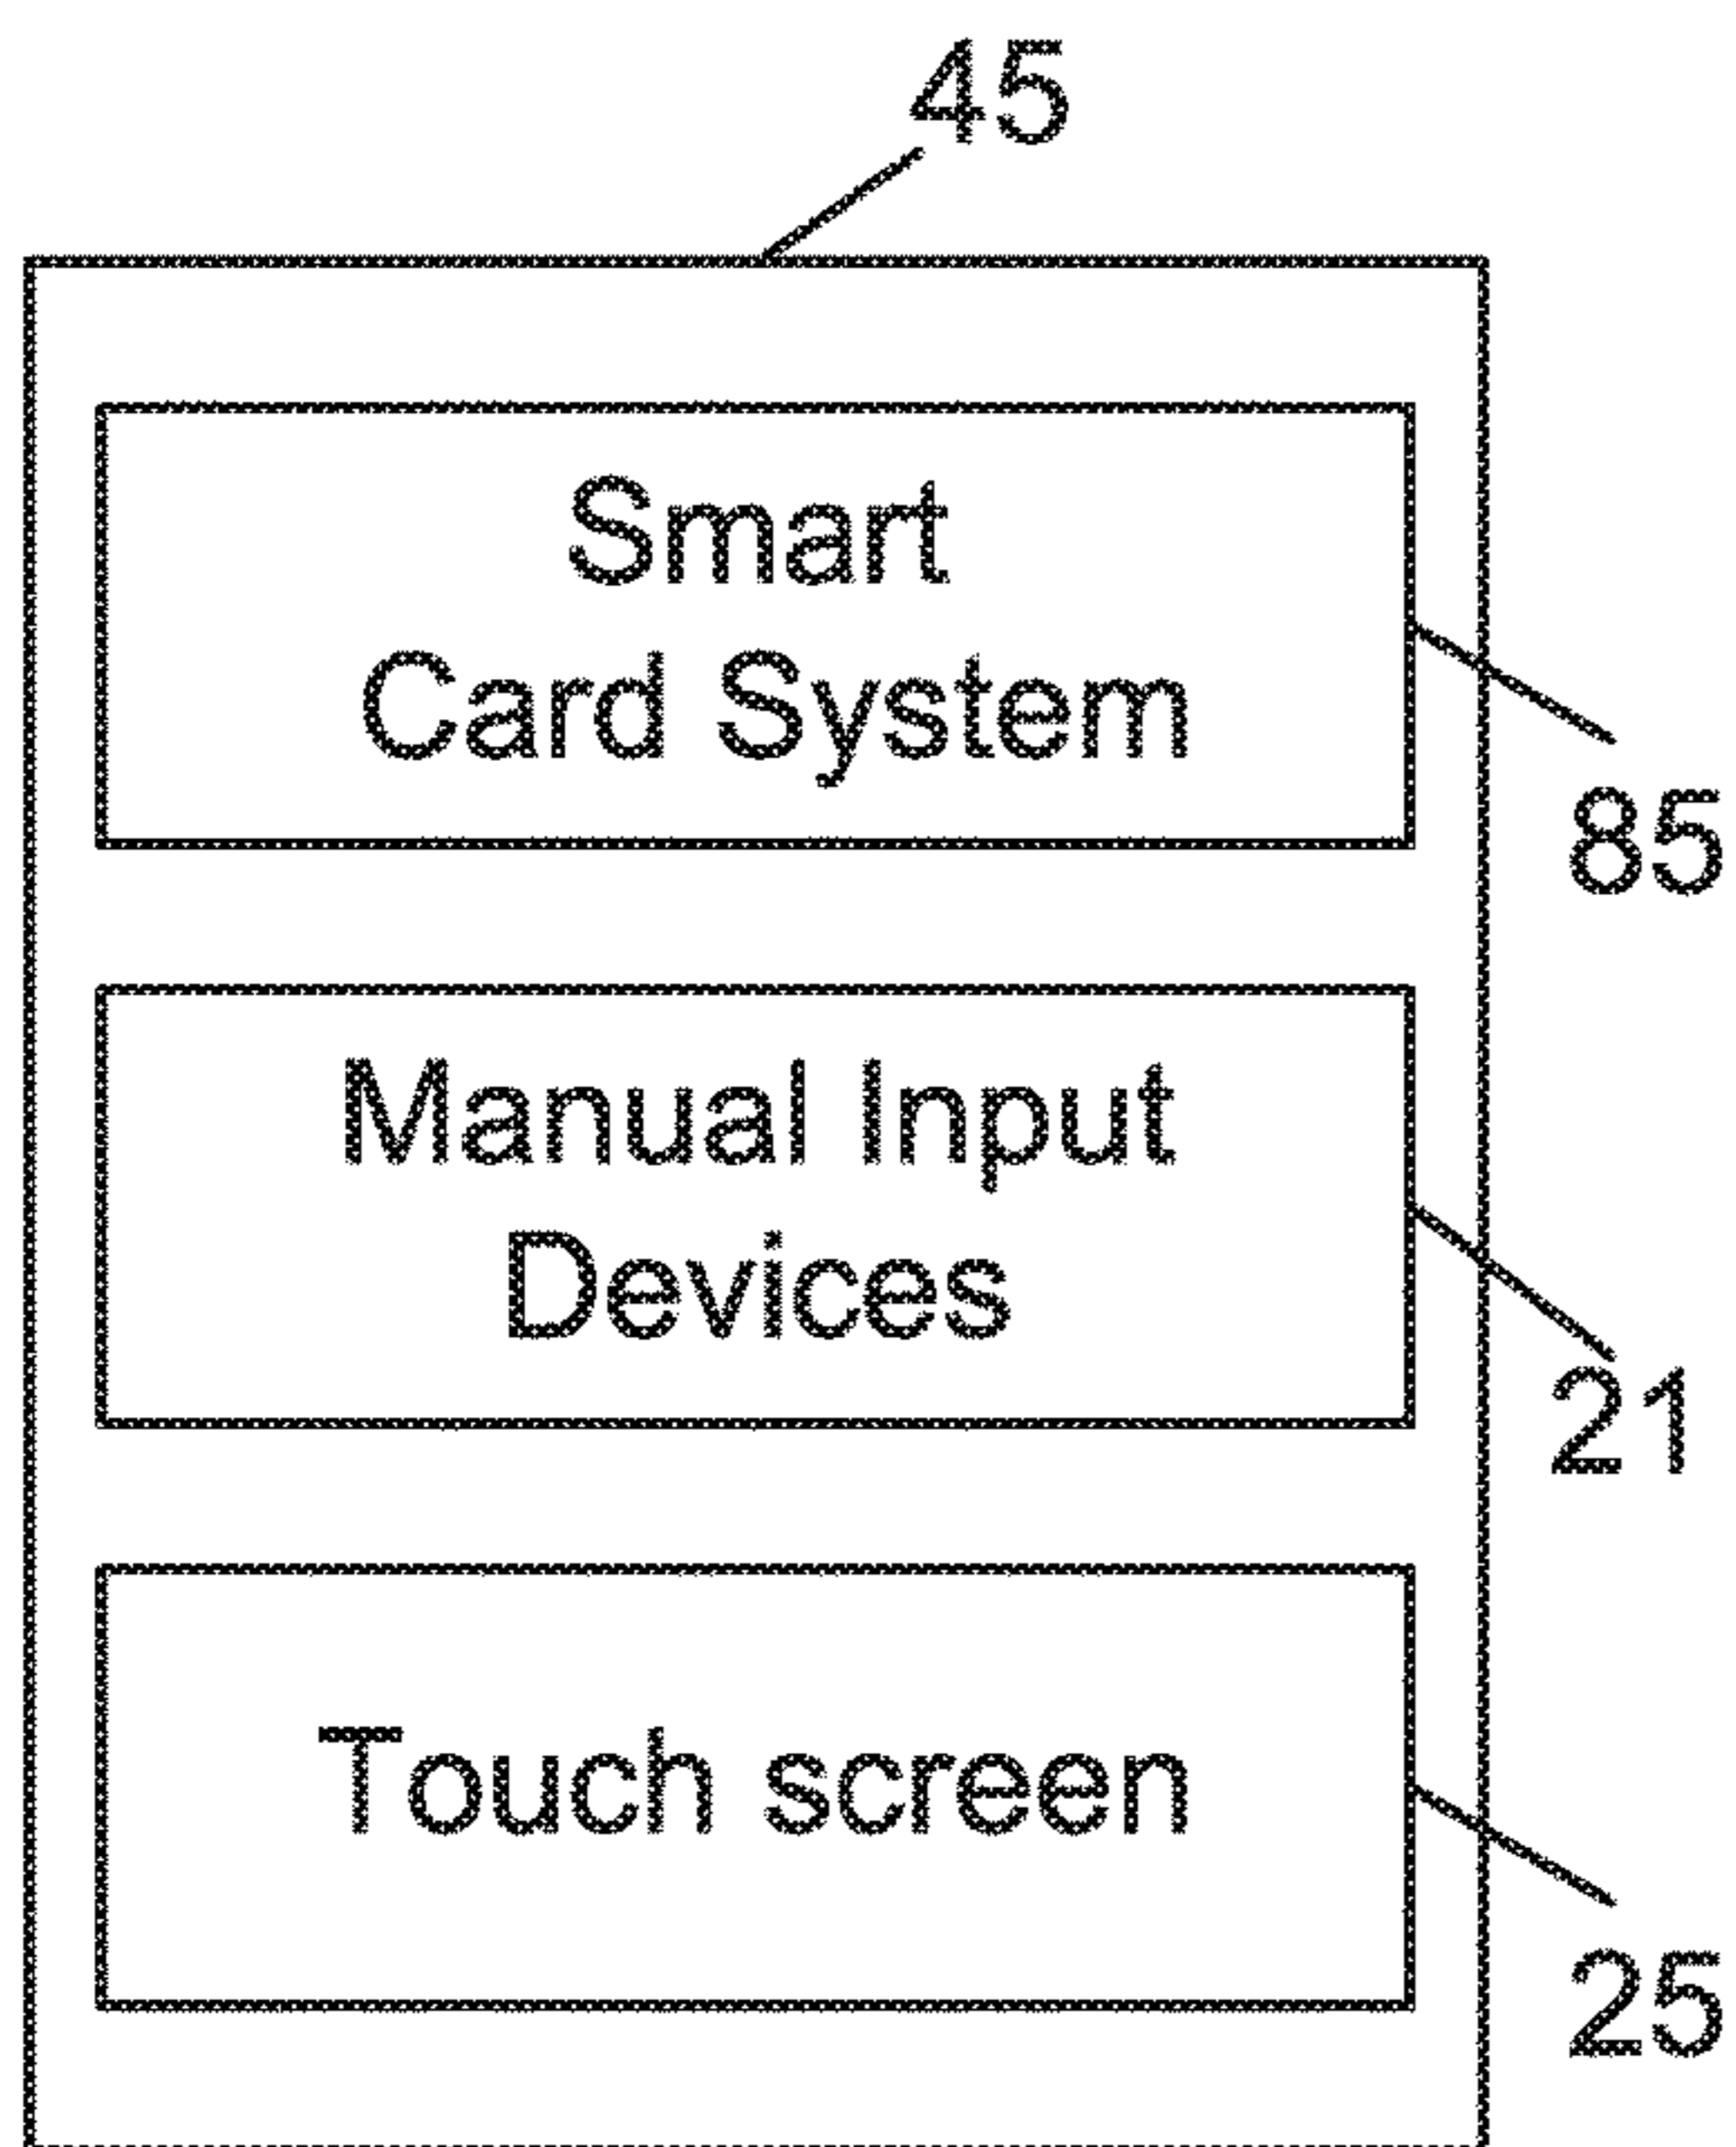 45
Smart
Card System
85
Manual Input
Devices
21
Touch screen
25